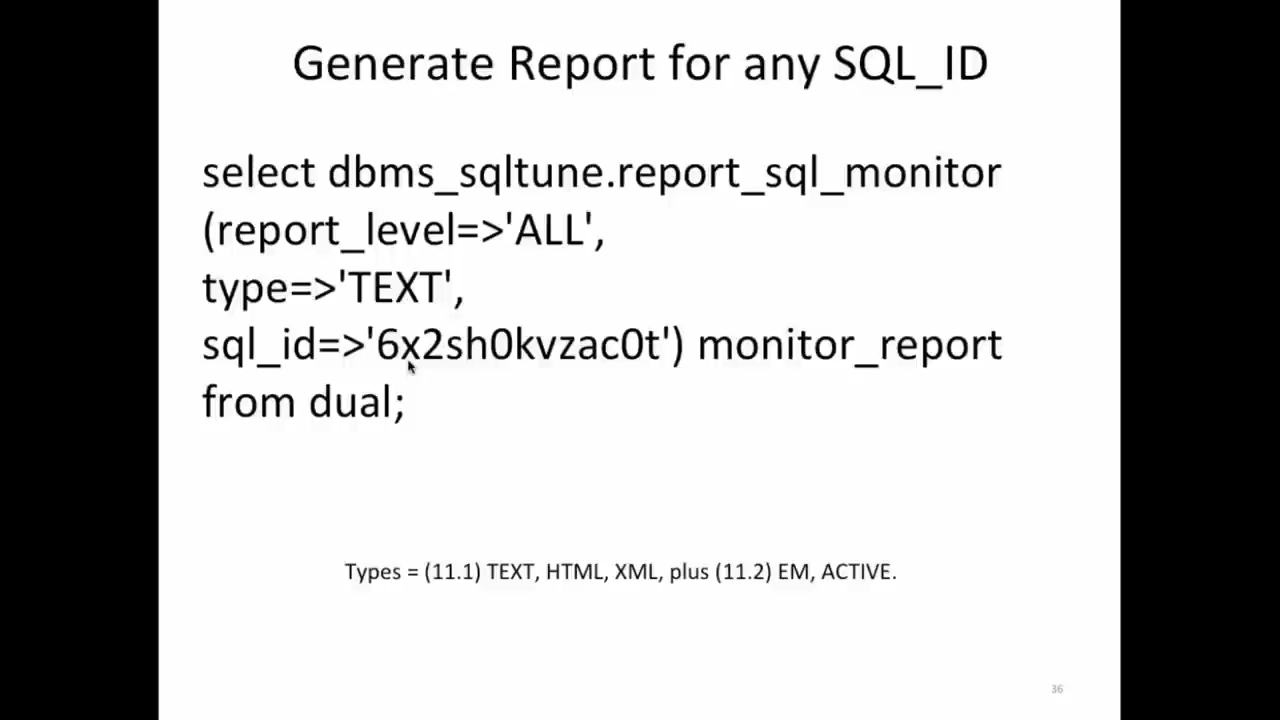 Generate Report for any SQL_ID
select dbms_sqltune.report_sql_monitor
(report_level=>'ALL',
type=>'TEXT',
sql_id=>'6x2sh0kvzac0t') monitor_report
from dual;
Types = (11.1) TEXT, HTML, XML, plus (11.2) EM, ACTIVE.
36